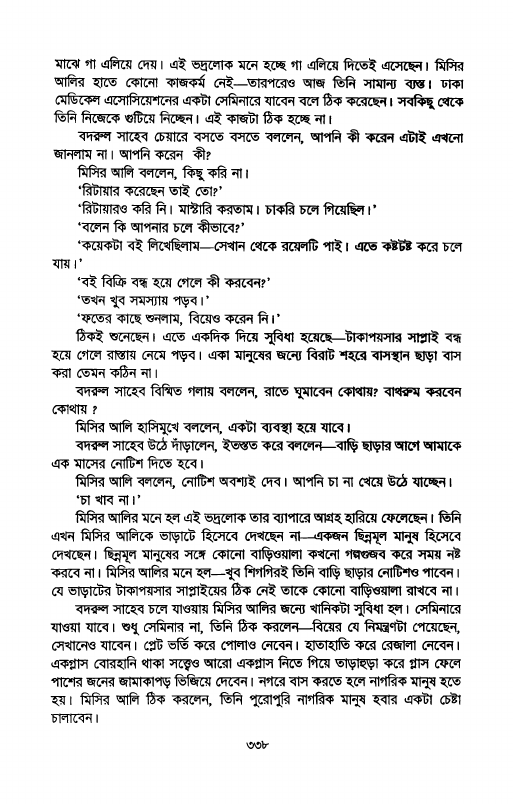 মাঝে গা এলিয়ে দেয়। এই ভদ্রলোক মনে হচ্ছে গা এলিয়ে দিতেই এসেছেন। মিসির
আলির হাতে কোনো কাজকর্ম নেই—তারপরেও আজ তিনি সামান্য ব্যস্ত। ঢাকা
মেডিকেল এসোসিয়েশনের একটা সেমিনারে যাবেন বলে ঠিক করেছেন। সবকিছু থেকে
তিনি নিজেকে গুটিয়ে নিচ্ছেন। এই কাজটা ঠিক হচ্ছে না।
বদরুল সাহেব চেয়ারে বসতে বসতে বললেন, আপনি কী করেন এটাই এখনো
জানলাম না। আপনি করেন কী?
মিসির আলি বললেন, কিছু করি না।
‘রিটায়ার করেছেন তাই তো?’
‘রিটায়ারও করি নি। মাস্টারি করতাম। চাকরি চলে গিয়েছিল।’
‘বলেন কি আপনার চলে কীভাবে?’
‘কয়েকটা বই লিখেছিলাম—সেখান থেকে রয়েলটি পাই। এতে কষ্টটষ্ট করে চলে
যায়।’
‘বই বিক্রি বন্ধ হয়ে গেলে কী করবেন?’
‘তখন খুব সমস্যায় পড়ব।’
‘ফতের কাছে শুনলাম, বিয়েও করেন নি।’
ঠিকই শুনেছেন। এতে একদিক দিয়ে সুবিধা হয়েছে—টাকাপয়সার সাপ্লাই বন্ধ
হয়ে গেলে রাস্তায় নেমে পড়ব। একা মানুষের জন্যে বিরাট শহরে বাসস্থান ছাড়া বাস
করা তেমন কঠিন না।
বদরুল সাহেব বিস্মিত গলায় বললেন, রাতে ঘুমাবেন কোথায়? বাথরুম করবেন
কোথায় ?
মিসির আলি হাসিমুখে বললেন, একটা ব্যবস্থা হয়ে যাবে।
বদরুল সাহেব উঠে দাঁড়ালেন, ইতস্তত করে বললেন—বাড়ি ছাড়ার আগে আমাকে
এক মাসের নোটিশ দিতে হবে।
মিসির আলি বললেন, নোটিশ অবশ্যই দেব। আপনি চা না খেয়ে উঠে যাচ্ছেন।
‘চা খাব না।’
মিসির আলির মনে হল এই ভদ্রলোক তার ব্যাপারে আগ্রহ হারিয়ে ফেলেছেন। তিনি
এখন মিসির আলিকে ভাড়াটে হিসেবে দেখছেন না—একজন ছিন্নমূল মানুষ হিসেবে
দেখছেন। ছিন্নমূল মানুষের সঙ্গে কোনো বাড়িওয়ালা কখনো গল্পগুজব করে সময় নষ্ট
করবে না। মিসির আলির মনে হল—খুব শিগগিরই তিনি বাড়ি ছাড়ার নোটিশও পাবেন।
যে ভাড়াটের টাকাপয়সার সাপ্লাইয়ের ঠিক নেই তাকে কোনো বাড়িওয়ালা রাখবে না।
বদরুল সাহেব চলে যাওয়ায় মিসির আলির জন্যে খানিকটা সুবিধা হল। সেমিনারে
যাওয়া যাবে। শুধু সেমিনার না, তিনি ঠিক করলেন—বিয়ের যে নিমন্ত্রণটা পেয়েছেন,
সেখানেও যাবেন। প্লেট ভর্তি করে পোলাও নেবেন। হাতাহাতি করে রেজালা নেবেন।
একগ্লাস বোরহানি থাকা সত্ত্বেও আরো একগ্লাস নিতে গিয়ে তাড়াহুড়া করে গ্লাস ফেলে
পাশের জনের জামাকাপড় ভিজিয়ে দেবেন। নগরে বাস করতে হলে নাগরিক মানুষ হতে
হয়। মিসির আলি ঠিক করলেন, তিনি পুরোপুরি নাগরিক মানুষ হবার একটা চেষ্টা
চালাবেন।
৩৩৮